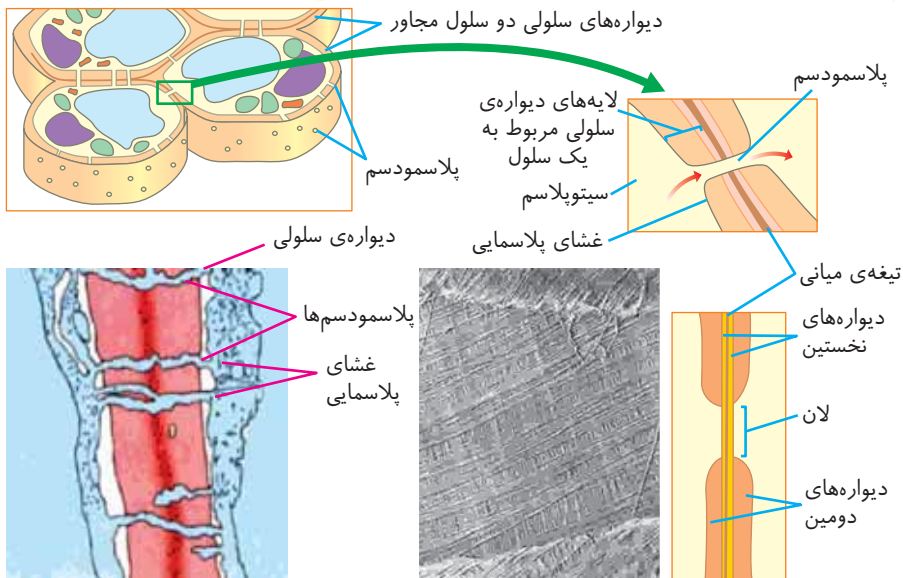 دیواره‌های سلولی دو سلول مجاور
پلاسمودسم
لایه‌های دیواره‌ی
سلولی مربوط به
یک سلول
سیتوپلاسم
غشای پلاسمایی
پلاسمودسم
دیواره‌ی سلولی
تیغه‌ی میانی
پلاسمودسم‌ها
غشای
پلاسمایی
دیواره‌های
نخستین
لان
دیواره‌های
دومین